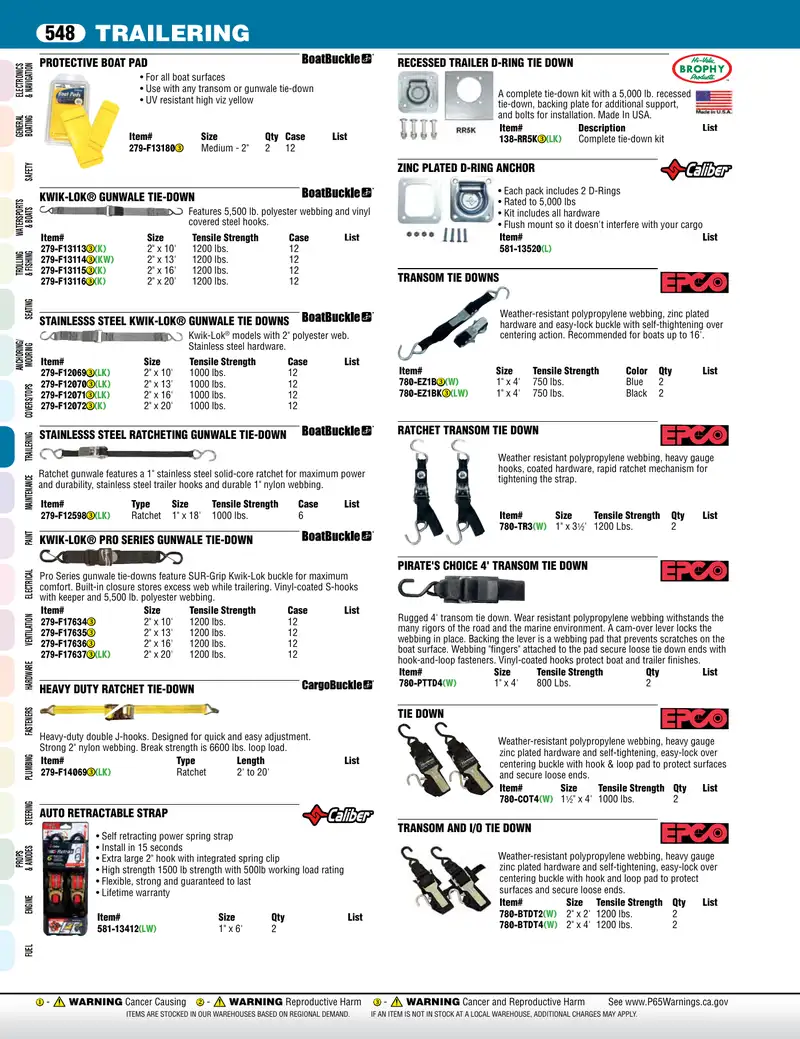 548 TRAILERING
ELECTRONICS & NAVIGATION
GENERAL BOATING
SAFETY
WATERSPORTS & BOATS
TROLLING & FISHING
SEATING
ANCHORING/ MOORING
COVERS/TOPS
TRAILERING
MAINTENANCE
PAINT
ELECTRICAL
VENTILATION
HARDWARE
FASTENERS
PLUMBING
STEERING
PROPS & ANODES
ENGINE
FUEL
PROTECTIVE BOAT PAD BoatBuckle
• For all boat surfaces
• Use with any transom or gunwale tie-down
• UV resistant high viz yellow
Item# Size Qty Case List
279-F13180③ Medium - 2" 2 12
KWIK-LOK® GUNWALE TIE-DOWN BoatBuckle
Features 5,500 lb. polyester webbing and vinyl
covered steel hooks.
Item# Size Tensile Strength Case List
279-F13113③(K) 2" x 10' 1200 lbs. 12
279-F13114③(KW) 2" x 13' 1200 lbs. 12
279-F13115③(K) 2" x 16' 1200 lbs. 12
279-F13116③(K) 2" x 20' 1200 lbs. 12
STAINLESSS STEEL KWIK-LOK® GUNWALE TIE DOWNS BoatBuckle
Kwik-Lok® models with 2" polyester web.
Stainless steel hardware.
Item# Size Tensile Strength Case List
279-F12069③(LK) 2" x 10' 1000 lbs. 12
279-F12070③(LK) 2" x 13' 1000 lbs. 12
279-F12071③(LK) 2" x 16' 1000 lbs. 12
279-F12072③(K) 2" x 20' 1000 lbs. 12
STAINLESSS STEEL RATCHETING GUNWALE TIE-DOWN BoatBuckle
Ratchet gunwale features a 1" stainless steel solid-core ratchet for maximum power
and durability, stainless steel trailer hooks and durable 1" nylon webbing.
Item# Type Size Tensile Strength Case List
279-F12598③(LK) Ratchet 1" x 18' 1000 lbs. 6
KWIK-LOK® PRO SERIES GUNWALE TIE-DOWN BoatBuckle
Pro Series gunwale tie-downs feature SUR-Grip Kwik-Lok buckle for maximum
comfort. Built-in closure stores excess web while trailering. Vinyl-coated S-hooks
with keeper and 5,500 lb. polyester webbing.
Item# Size Tensile Strength Case List
279-F17634③ 2" x 10' 1200 lbs. 12
279-F17635③ 2" x 13' 1200 lbs. 12
279-F17636③ 2" x 16' 1200 lbs. 12
279-F17637③(LK) 2" x 20' 1200 lbs. 12
HEAVY DUTY RATCHET TIE-DOWN CargoBuckle
Heavy-duty double J-hooks. Designed for quick and easy adjustment.
Strong 2" nylon webbing. Break strength is 6600 lbs. loop load.
Item# Type Length List
279-F14069③(LK) Ratchet 2' to 20'
AUTO RETRACTABLE STRAP Caliber
• Self retracting power spring strap
• Install in 15 seconds
• Extra large 2" hook with integrated spring clip
• High strength 1500 lb strength with 500lb working load rating
• Flexible, strong and guaranteed to last
• Lifetime warranty
Item# Size Qty List
581-13412(LW) 1" x 6' 2
RECESSED TRAILER D-RING TIE DOWN Hi-Valu BROPHY Products
A complete tie-down kit with a 5,000 lb. recessed
tie-down, backing plate for additional support,
and bolts for installation. Made In USA.
Made in U.S.A.
RR5K
Item# Description List
138-RR5K③(LK) Complete tie-down kit
ZINC PLATED D-RING ANCHOR Caliber
• Each pack includes 2 D-Rings
• Rated to 5,000 lbs
• Kit includes all hardware
• Flush mount so it doesn't interfere with your cargo
Item# List
581-13520(L)
TRANSOM TIE DOWNS EPCO
Weather-resistant polypropylene webbing, zinc plated
hardware and easy-lock buckle with self-thightening over
centering action. Recommended for boats up to 16'.
Item# Size Tensile Strength Color Qty List
780-EZ1B③(W) 1" x 4' 750 lbs. Blue 2
780-EZ1BK③(LW) 1" x 4' 750 lbs. Black 2
RATCHET TRANSOM TIE DOWN EPCO
Weather resistant polypropylene webbing, heavy gauge
hooks, coated hardware, rapid ratchet mechanism for
tightening the strap.
Item# Size Tensile Strength Qty List
780-TR3(W) 1" x 3½' 1200 Lbs. 2
PIRATE'S CHOICE 4' TRANSOM TIE DOWN EPCO
Rugged 4' transom tie down. Wear resistant polypropylene webbing withstands the
many rigors of the road and the marine environment. A cam-over lever locks the
webbing in place. Backing the lever is a webbing pad that prevents scratches on the
boat surface. Webbing "fingers" attached to the pad secure loose tie down ends with
hook-and-loop fasteners. Vinyl-coated hooks protect boat and trailer finishes.
Item# Size Tensile Strength Qty List
780-PTTD4(W) 1" x 4' 800 Lbs. 2
TIE DOWN EPCO
Weather-resistant polypropylene webbing, heavy gauge
zinc plated hardware and self-tightening, easy-lock over
centering buckle with hook & loop pad to protect surfaces
and secure loose ends.
Item# Size Tensile Strength Qty List
780-COT4(W) 1½" x 4' 1000 lbs. 2
TRANSOM AND I/O TIE DOWN EPCO
Weather-resistant polypropylene webbing, heavy gauge
zinc plated hardware and self-tightening, easy-lock over
centering buckle with hook and loop pad to protect
surfaces and secure loose ends.
Item# Size Tensile Strength Qty List
780-BTDT2(W) 2" x 2' 1200 lbs. 2
780-BTDT4(W) 2" x 4' 1200 lbs. 2
① - ⚠ WARNING Cancer Causing ② - ⚠ WARNING Reproductive Harm ③ - ⚠ WARNING Cancer and Reproductive Harm See www.P65Warnings.ca.gov
ITEMS ARE STOCKED IN OUR WAREHOUSES BASED ON REGIONAL DEMAND. IF AN ITEM IS NOT IN STOCK AT A LOCAL WAREHOUSE, ADDITIONAL CHARGES MAY APPLY.